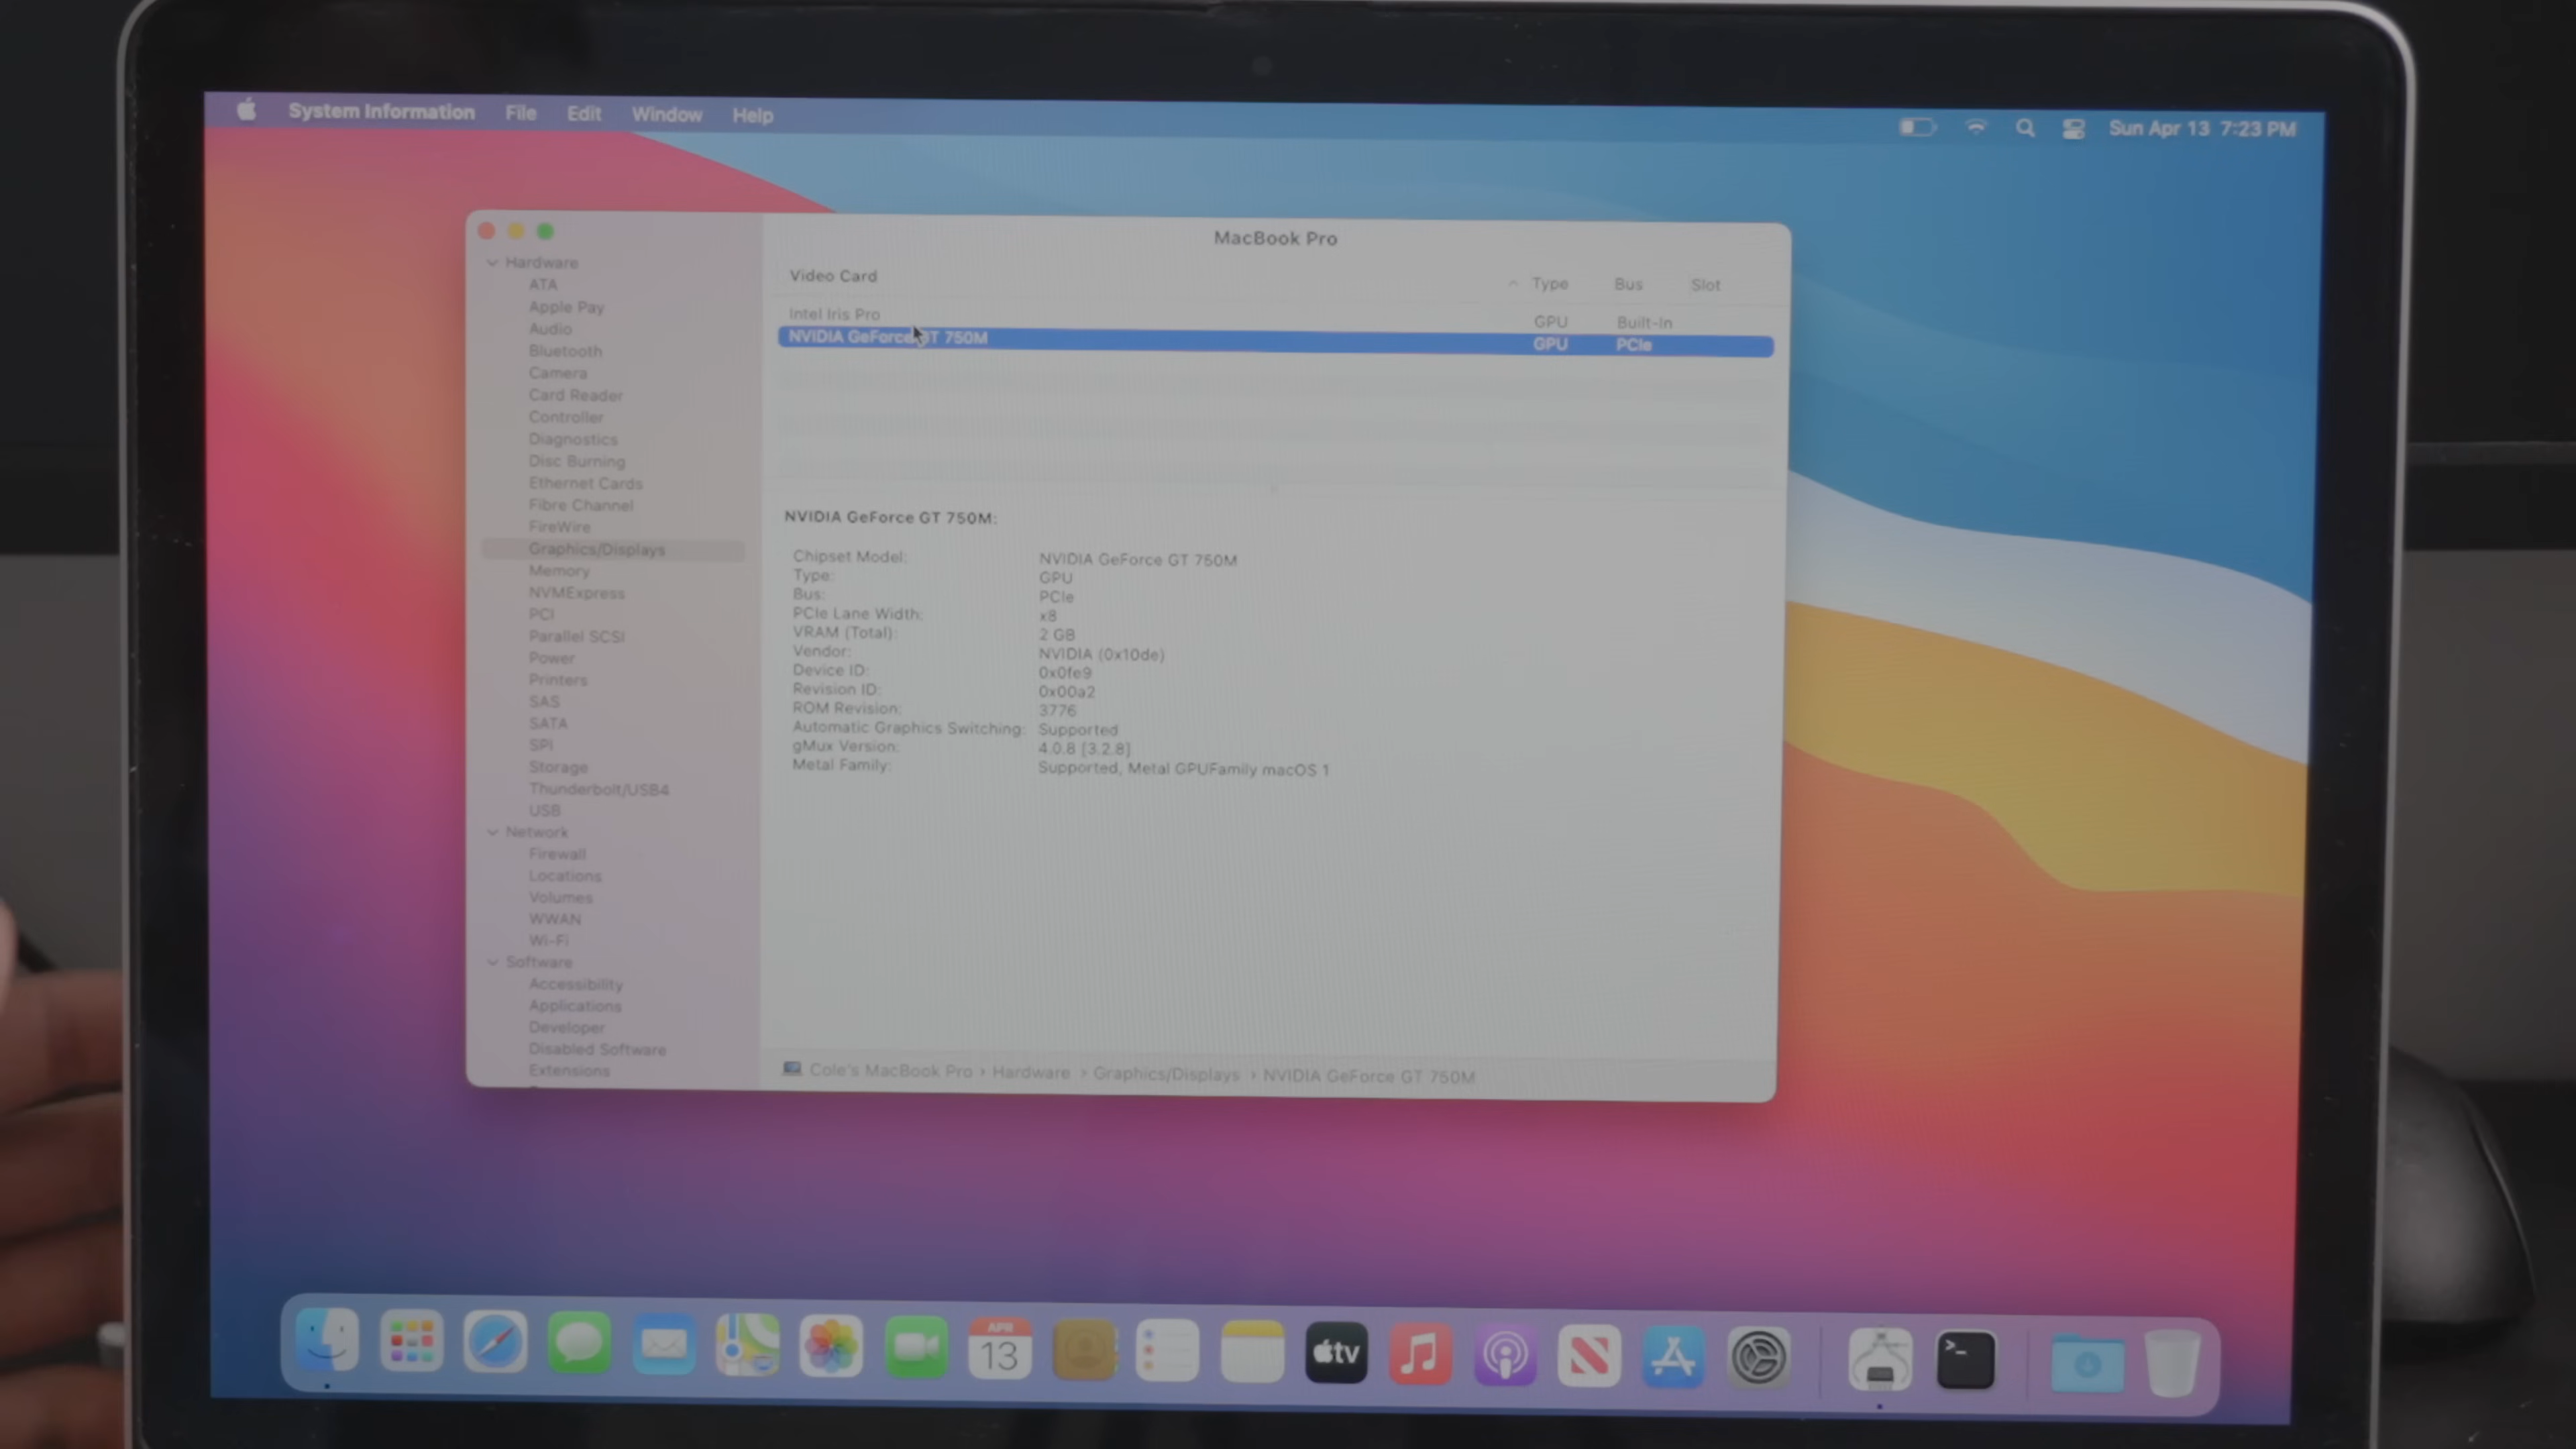 System Information File Edit Window Help
Sun Apr 13 7:23 PM
MacBook Pro
Hardware
ATA
Apple Pay
Audio
Bluetooth
Camera
Card Reader
Controller
Diagnostics
Disc Burning
Ethernet Cards
Fibre Channel
FireWire
Graphics/Displays
Memory
NVMExpress
PCI
Parallel SCSI
Power
Printers
SAS
SATA
SPI
Storage
Thunderbolt/USB4
USB
Network
Firewall
Locations
Volumes
WWAN
Wi-Fi
Software
Accessibility
Applications
Developer
Disabled Software
Extensions
Video Card Type Bus Slot
Intel Iris Pro GPU Built-In
NVIDIA GeForce GT 750M GPU PCIe
NVIDIA GeForce GT 750M:
Chipset Model: NVIDIA GeForce GT 750M
Type: GPU
Bus: PCIe
PCIe Lane Width: x8
VRAM (Total): 2 GB
Vendor: NVIDIA (0x10de)
Device ID: 0x0fe9
Revision ID: 0x00a2
ROM Revision: 3776
Automatic Graphics Switching: Supported
gMux Version: 4.0.8 [3.2.8]
Metal Family: Supported, Metal GPUFamily macOS 1
Cole's MacBook Pro › Hardware › Graphics/Displays › NVIDIA GeForce GT 750M
APR
13
tv
>_